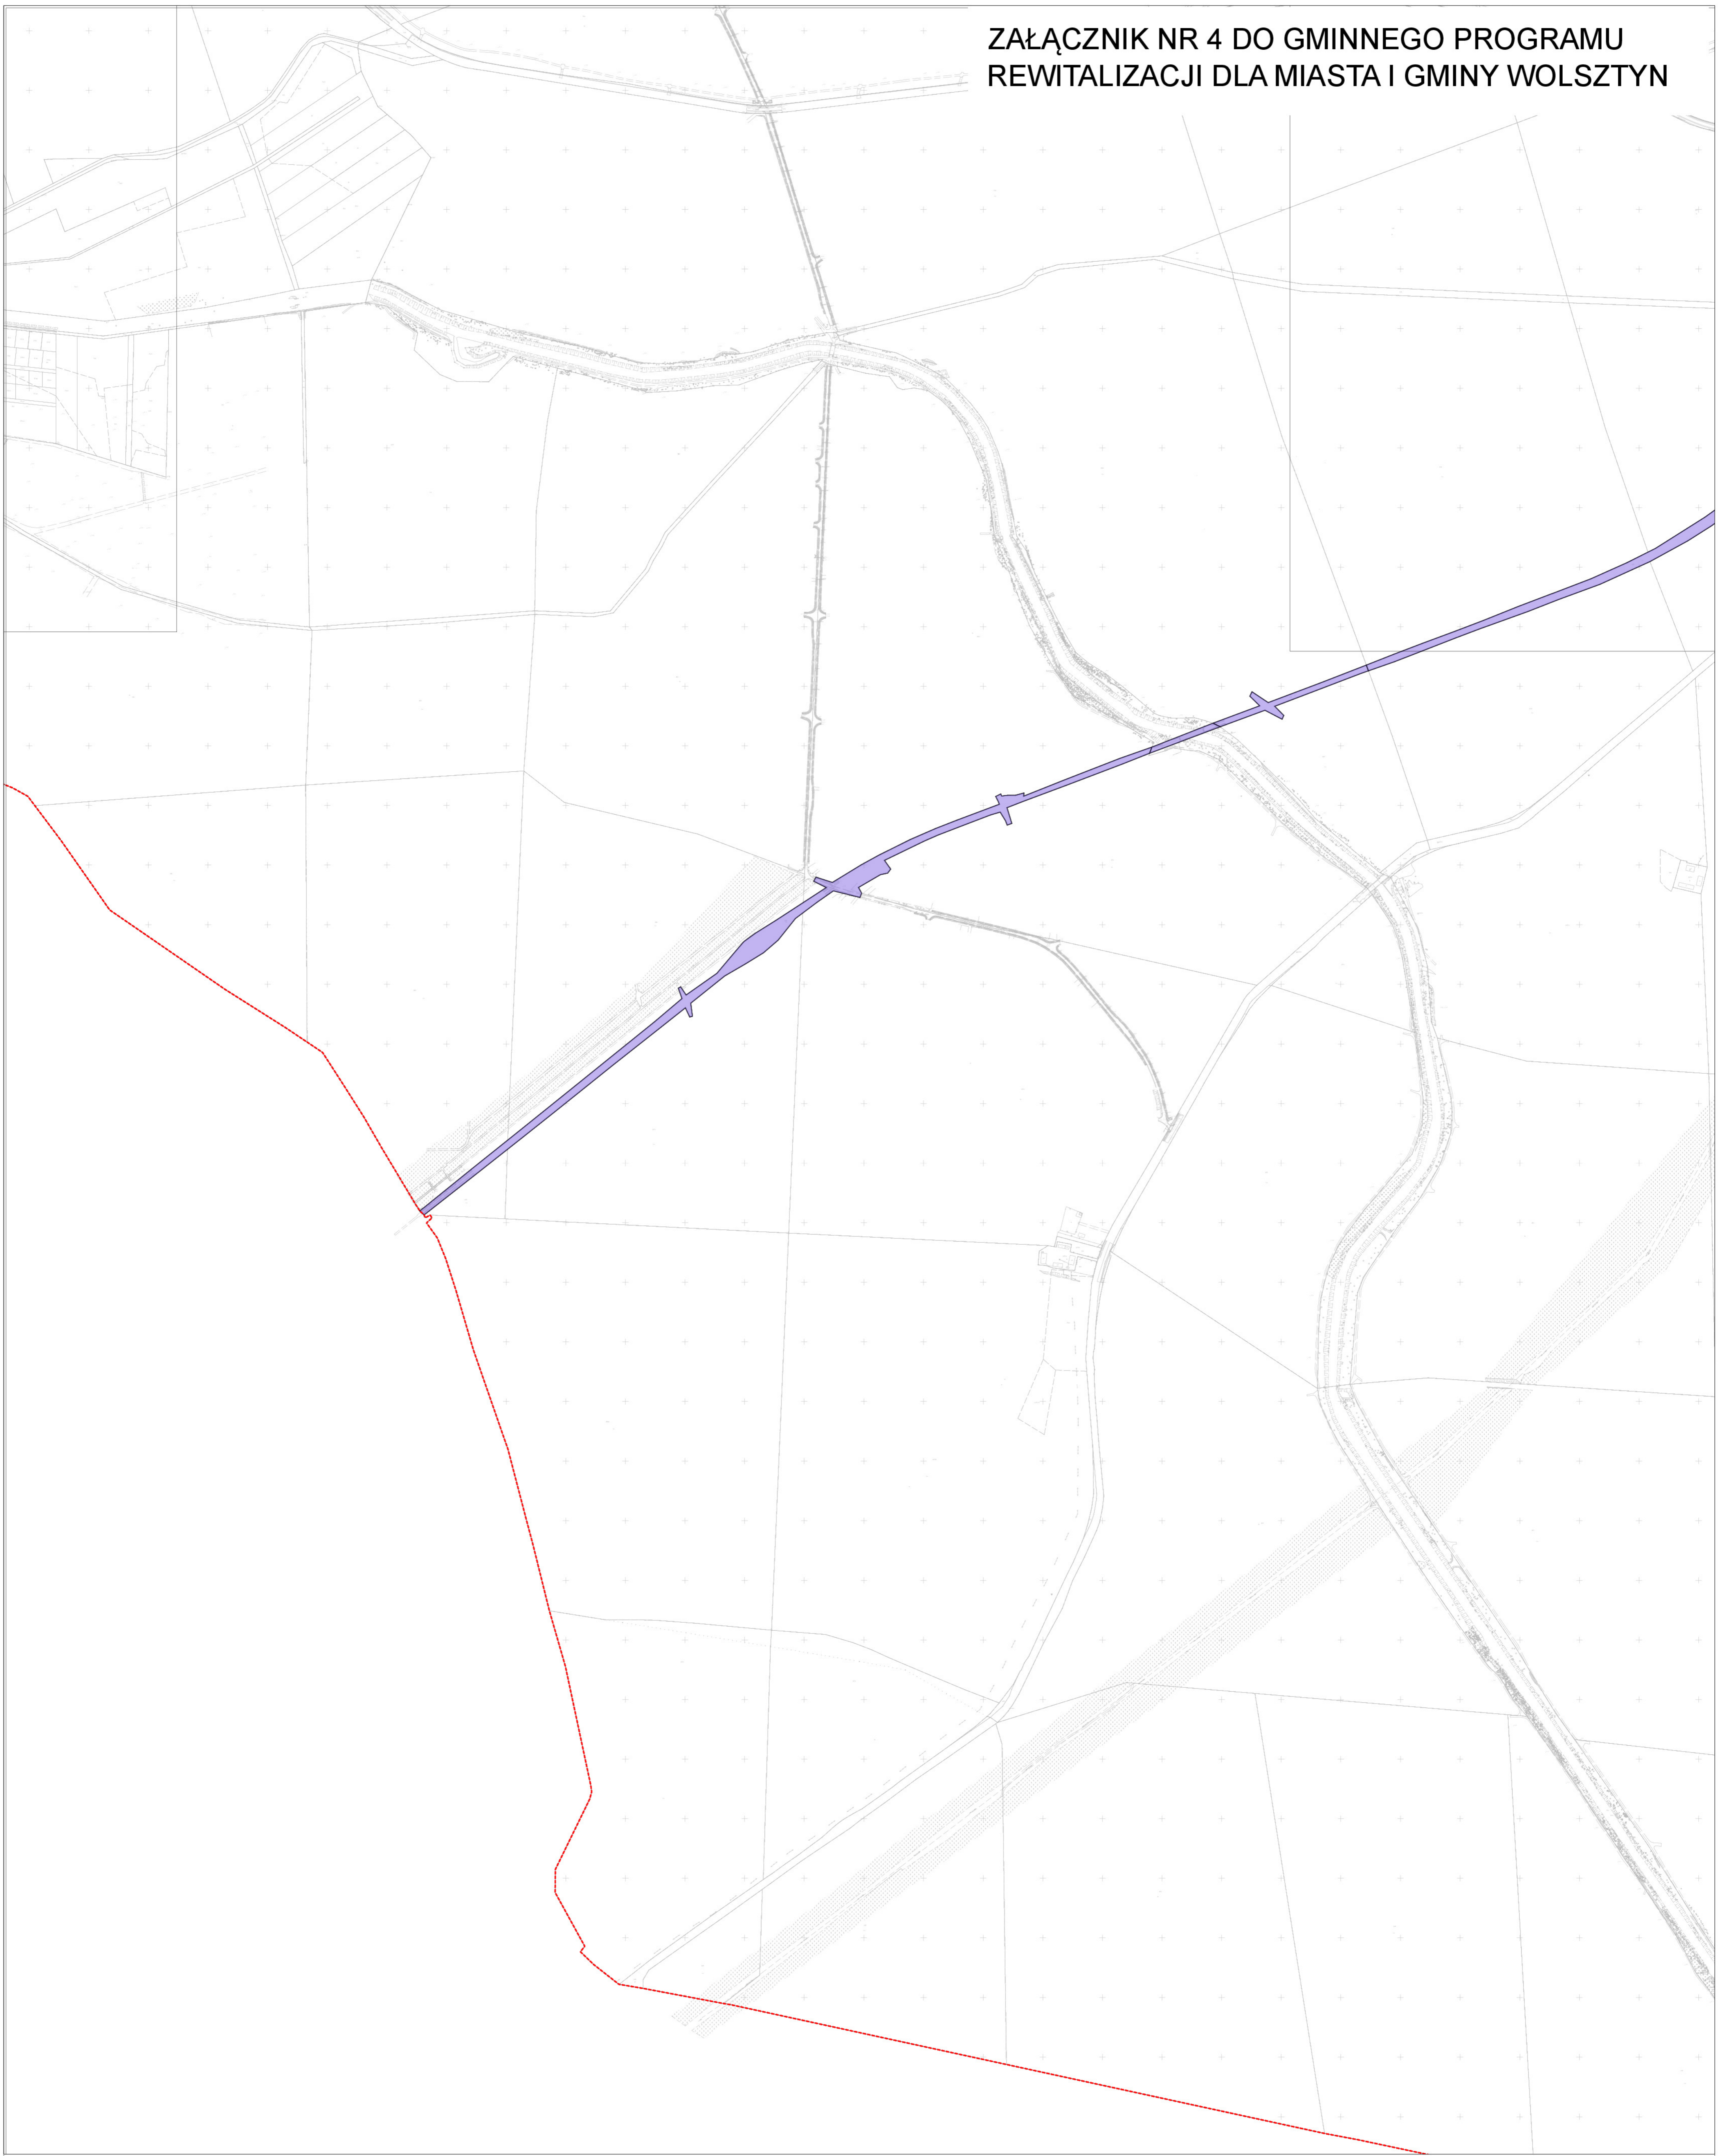 ZAŁĄCZNIK NR 4 DO GMINNEGO PROGRAMU
REWITALIZACJI DLA MIASTA I GMINY WOLSZTYN